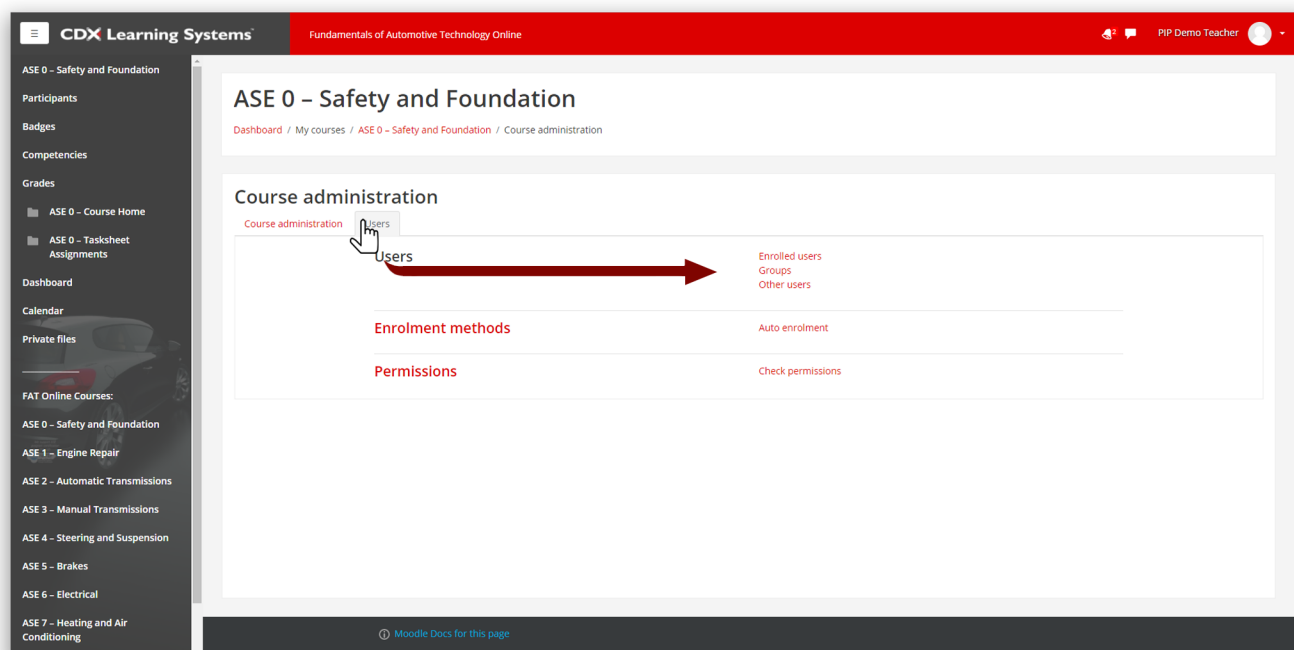 CDX Learning Systems
Fundamentals of Automotive Technology Online
2
PIP Demo Teacher
ASE 0 – Safety and Foundation
Participants
Badges
Competencies
Grades
ASE 0 – Course Home
ASE 0 – Tasksheet
Assignments
Dashboard
Calendar
Private files
FAT Online Courses:
ASE 0 – Safety and Foundation
ASE 1 – Engine Repair
ASE 2 – Automatic Transmissions
ASE 3 – Manual Transmissions
ASE 4 – Steering and Suspension
ASE 5 – Brakes
ASE 6 – Electrical
ASE 7 – Heating and Air
Conditioning
ASE 0 – Safety and Foundation
Dashboard / My courses / ASE 0 – Safety and Foundation / Course administration
Course administration
Course administration
Users
Users
Enrolled users
Groups
Other users
Enrolment methods
Auto enrolment
Permissions
Check permissions
Moodle Docs for this page